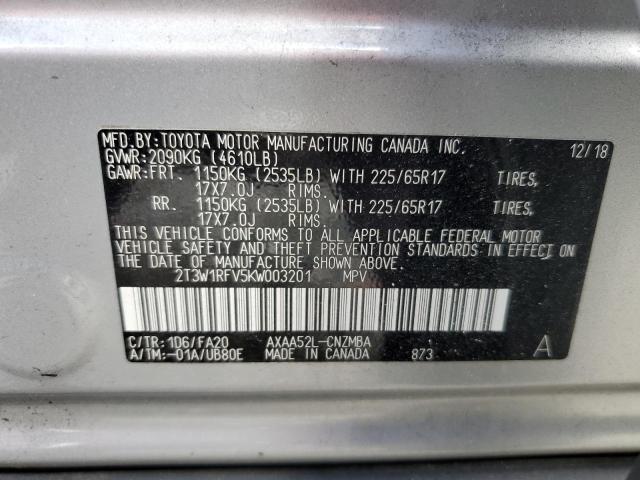 MFD.BY:TOYOTA MOTOR MANUFACTURING CANADA INC. 12/18
GVWR:2090KG (4610LB)
GAWR:FRT. 1150KG (2535LB) WITH 225/65R17 TIRES,
17X7.0J RIMS
RR. 1150KG (2535LB) WITH 225/65R17 TIRES,
17X7.0J RIMS.
THIS VEHICLE CONFORMS TO ALL APPLICABLE FEDERAL MOTOR
VEHICLE SAFETY AND THEFT PREVENTION STANDARDS IN EFFECT ON
THE DATE OF MANUFACTURE SHOWN ABOVE.
2T3W1RFV5KW003201 MPV
C/TR:1D6/FA20 AXAA52L-CNZMBA
A/TM:-01A/UB80E MADE IN CANADA 873 A